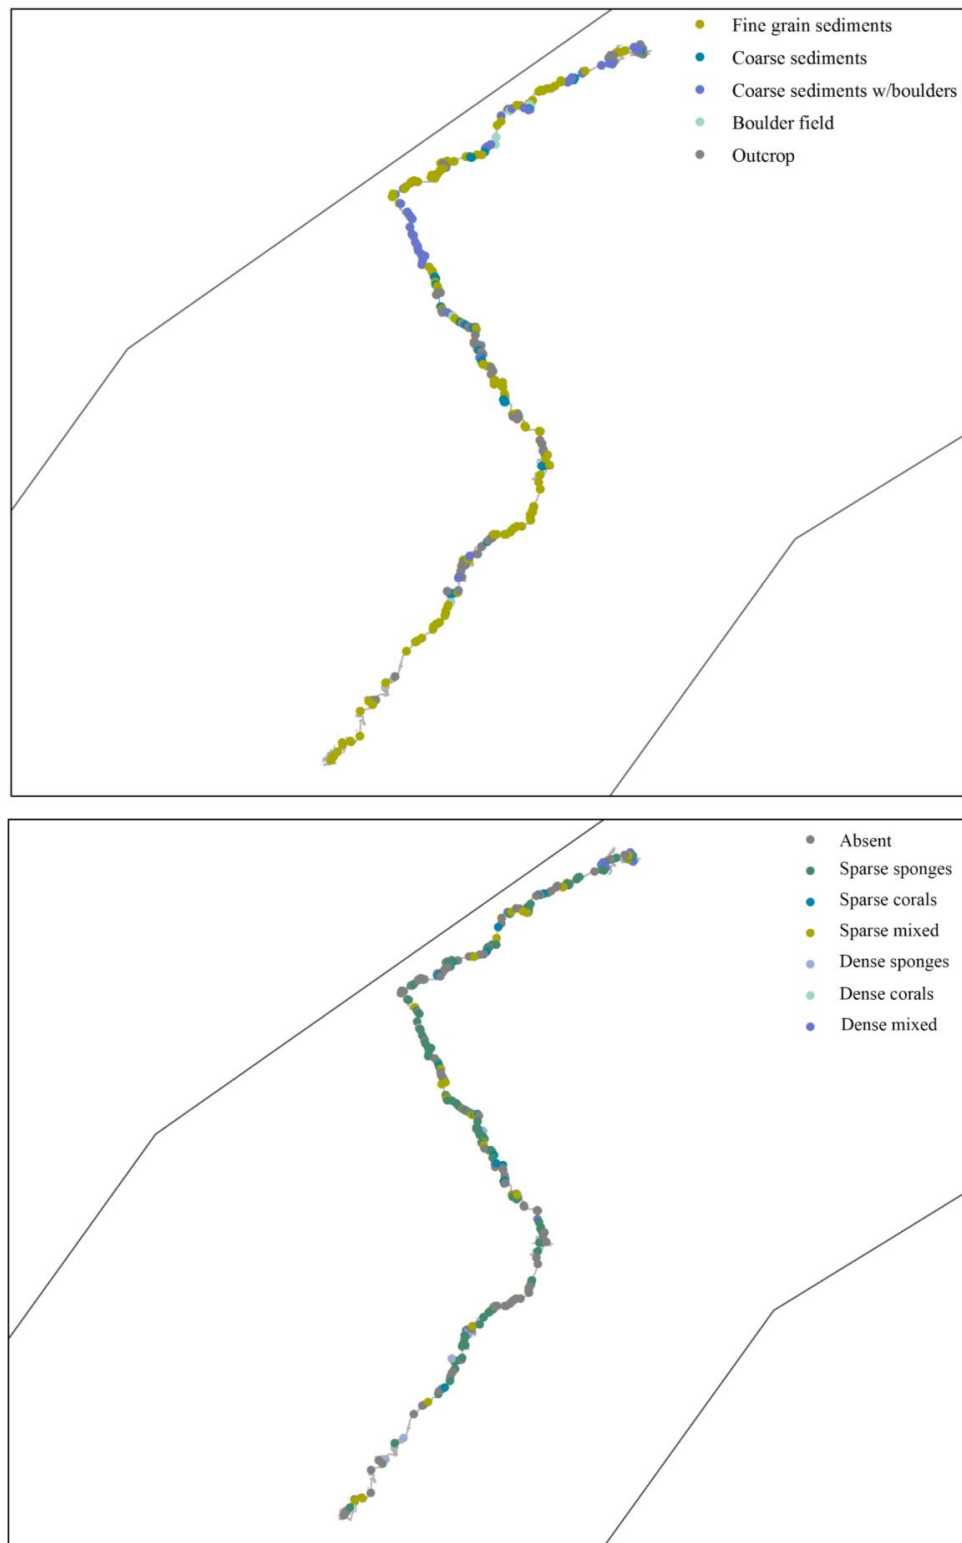 Fine grain sediments
Coarse sediments
Coarse sediments w/boulders
Boulder field
Outcrop
Absent
Sparse sponges
Sparse corals
Sparse mixed
Dense sponges
Dense corals
Dense mixed